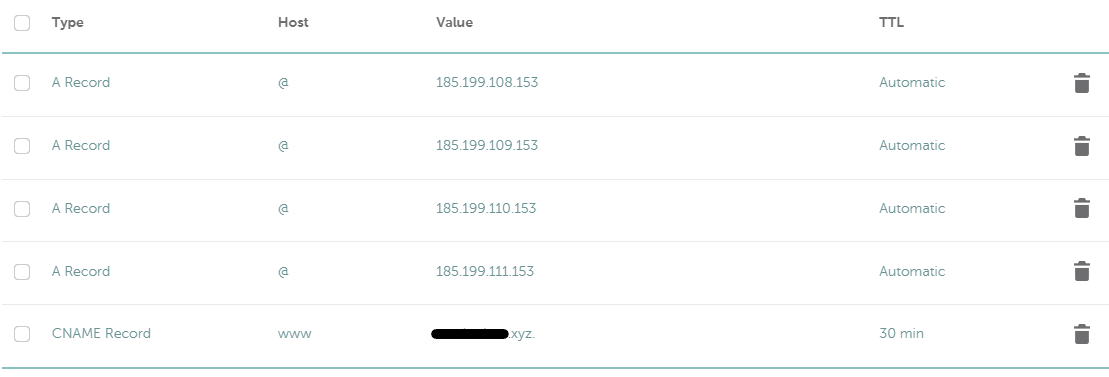 Type Host Value TTL
A Record @ 185.199.108.153 Automatic
A Record @ 185.199.109.153 Automatic
A Record @ 185.199.110.153 Automatic
A Record @ 185.199.111.153 Automatic
CNAME Record www .xyz. 30 min